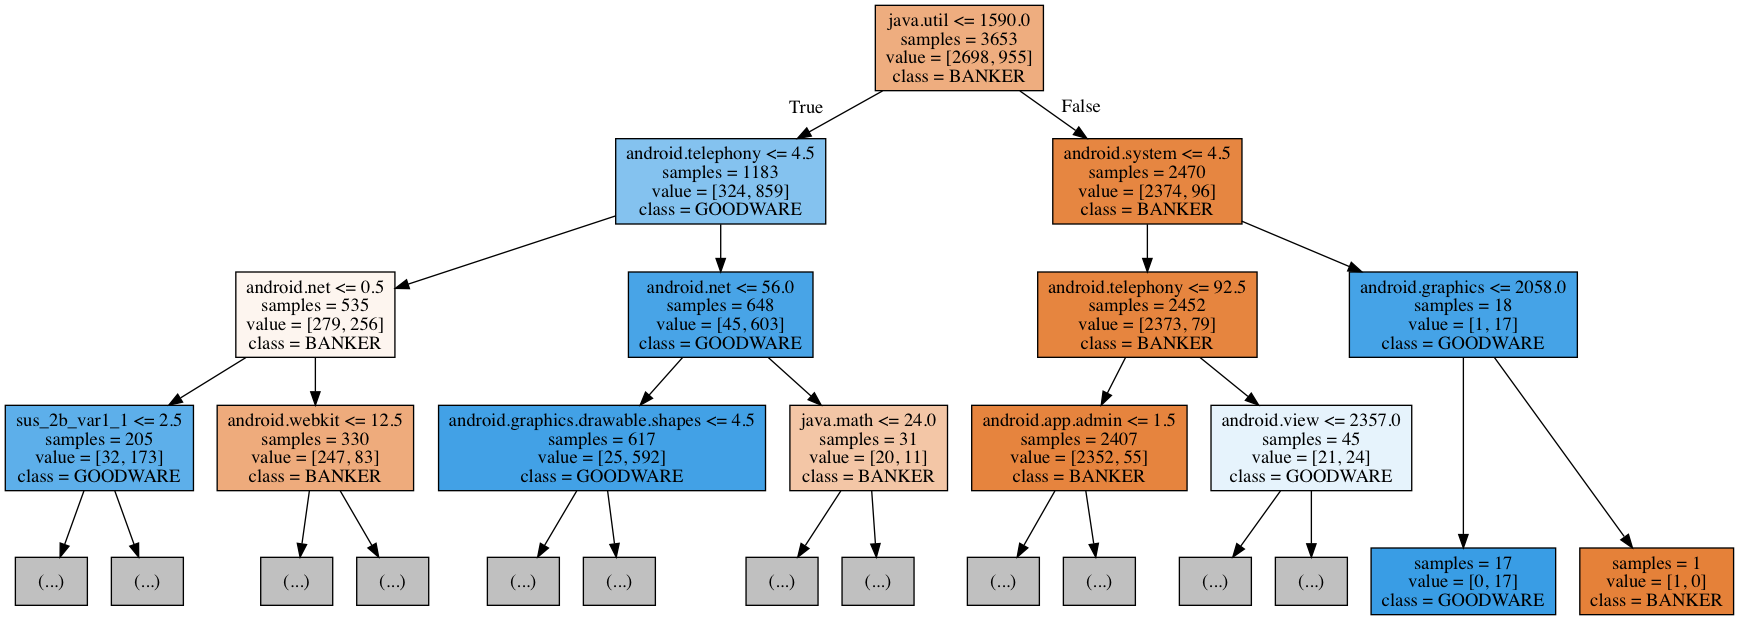 java.util <= 1590.0
samples = 3653
value = [2698, 955]
class = BANKER
True
False
android.telephony <= 4.5
samples = 1183
value = [324, 859]
class = GOODWARE
android.system <= 4.5
samples = 2470
value = [2374, 96]
class = BANKER
android.net <= 0.5
samples = 535
value = [279, 256]
class = BANKER
android.net <= 56.0
samples = 648
value = [45, 603]
class = GOODWARE
android.telephony <= 92.5
samples = 2452
value = [2373, 79]
class = BANKER
android.graphics <= 2058.0
samples = 18
value = [1, 17]
class = GOODWARE
sus_2b_var1_1 <= 2.5
samples = 205
value = [32, 173]
class = GOODWARE
android.webkit <= 12.5
samples = 330
value = [247, 83]
class = BANKER
android.graphics.drawable.shapes <= 4.5
samples = 617
value = [25, 592]
class = GOODWARE
java.math <= 24.0
samples = 31
value = [20, 11]
class = BANKER
android.app.admin <= 1.5
samples = 2407
value = [2352, 55]
class = BANKER
android.view <= 2357.0
samples = 45
value = [21, 24]
class = GOODWARE
(...)
(...)
(...)
(...)
(...)
(...)
(...)
(...)
(...)
(...)
(...)
(...)
samples = 17
value = [0, 17]
class = GOODWARE
samples = 1
value = [1, 0]
class = BANKER